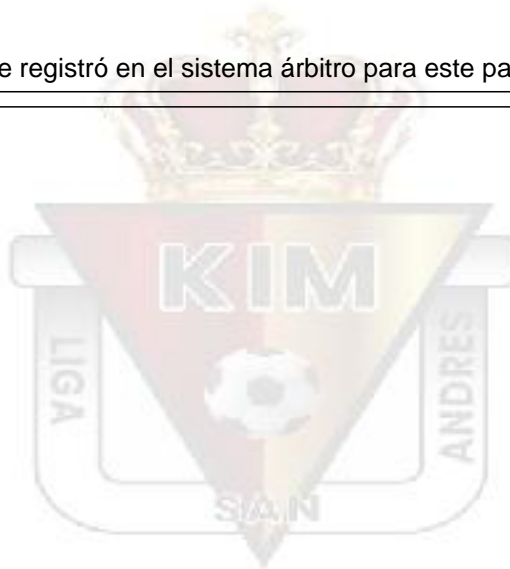 e registró en el sistema árbitro para este pa
KIM
LIGA
ANDRES
SAN